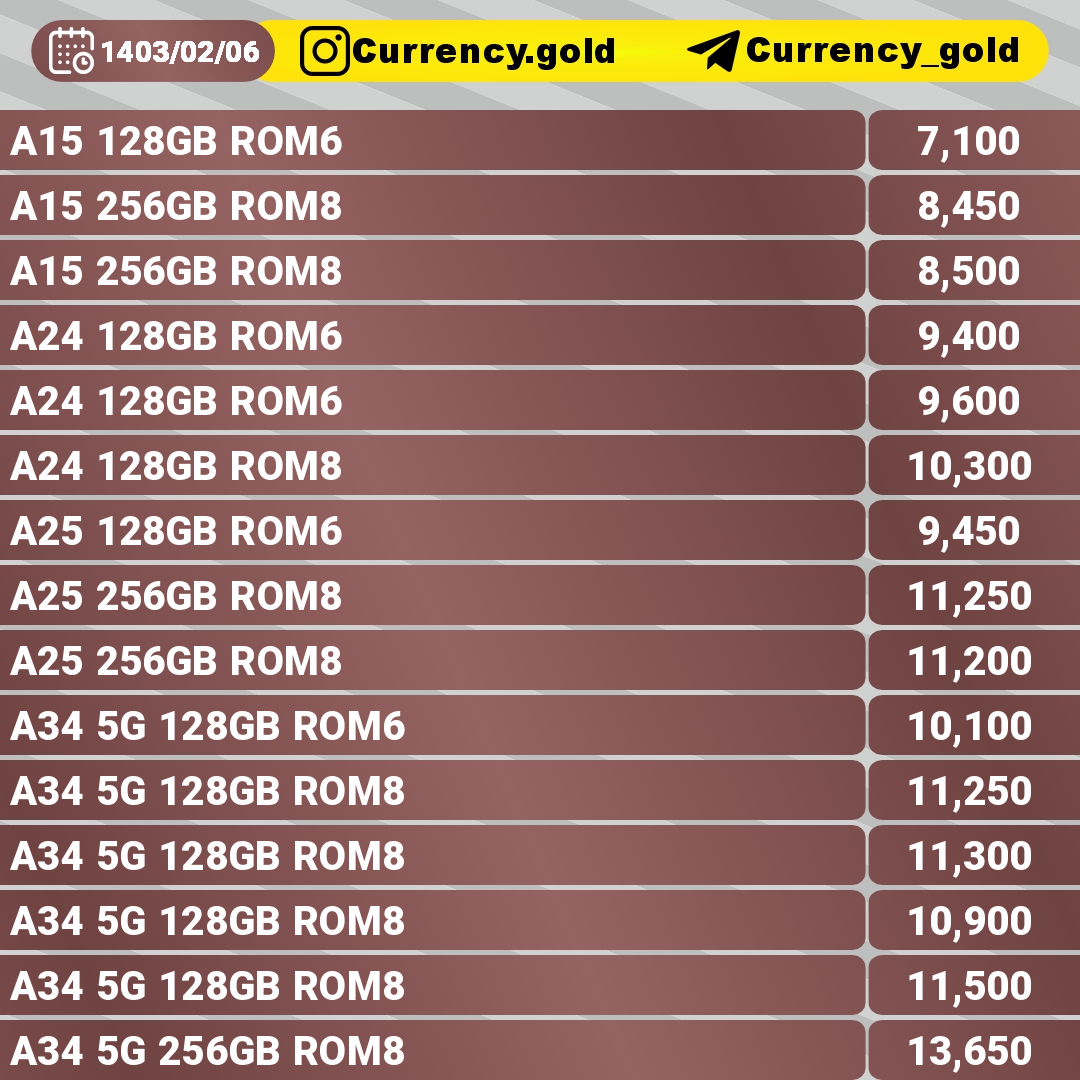 1403/02/06 Currency.gold Currency_gold
A15 128GB ROM6 7,100
A15 256GB ROM8 8,450
A15 256GB ROM8 8,500
A24 128GB ROM6 9,400
A24 128GB ROM6 9,600
A24 128GB ROM8 10,300
A25 128GB ROM6 9,450
A25 256GB ROM8 11,250
A25 256GB ROM8 11,200
A34 5G 128GB ROM6 10,100
A34 5G 128GB ROM8 11,250
A34 5G 128GB ROM8 11,300
A34 5G 128GB ROM8 10,900
A34 5G 128GB ROM8 11,500
A34 5G 256GB ROM8 13,650